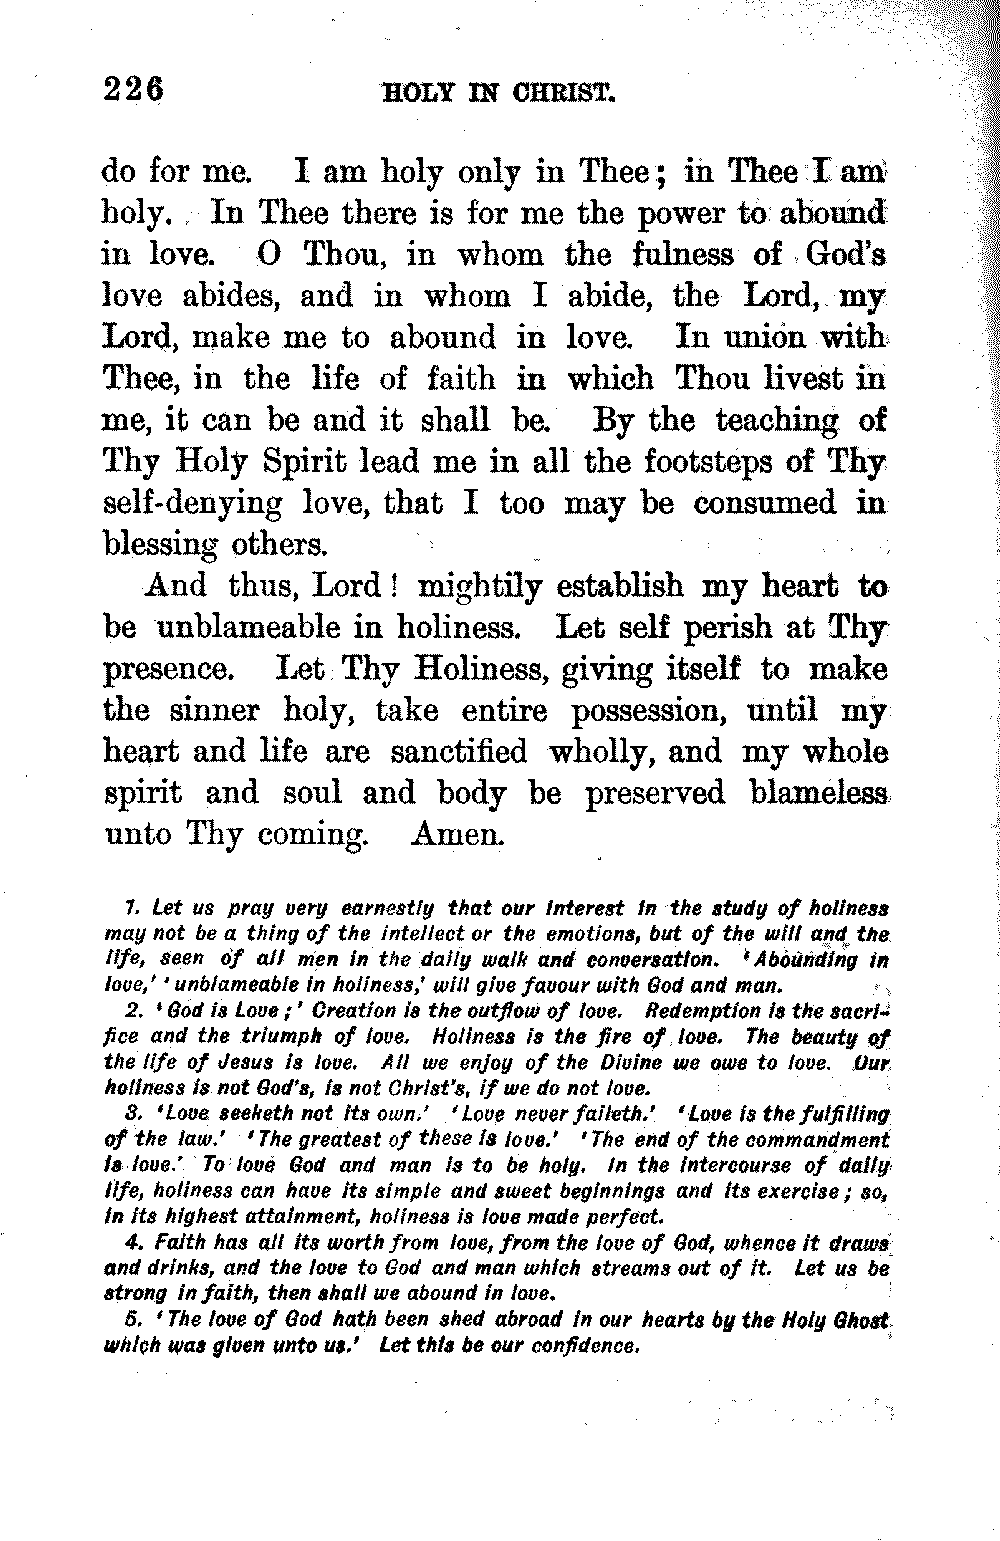 226 HOLY IN CHRIST.
do for me. I am holy only in Thee; in Thee I am
holy. In Thee there is for me the power to abound
in love. O Thou, in whom the fulness of God's
love abides, and in whom I abide, the Lord, my
Lord, make me to abound in love. In union with
Thee, in the life of faith in which Thou livest in
me, it can be and it shall be. By the teaching of
Thy Holy Spirit lead me in all the footsteps of Thy
self-denying love, that I too may be consumed in
blessing others.
And thus, Lord! mightily establish my heart to
be unblameable in holiness. Let self perish at Thy
presence. Let Thy Holiness, giving itself to make
the sinner holy, take entire possession, until my
heart and life are sanctified wholly, and my whole
spirit and soul and body be preserved blameless
unto Thy coming. Amen.
1. Let us pray very earnestly that our interest in the study of holiness
may not be a thing of the intellect or the emotions, but of the will and the
life, seen of all men in the daily walk and conversation. 'Abounding in
love,' 'unblameable in holiness,' will give favour with God and man.
2. 'God is Love;' Creation is the outflow of love. Redemption is the sacri-
fice and the triumph of love. Holiness is the fire of love. The beauty of
the life of Jesus is love. All we enjoy of the Divine we owe to love. Our
holiness is not God's, is not Christ's, if we do not love.
3. 'Love seeketh not its own.' 'Love never faileth.' 'Love is the fulfilling
of the law.' 'The greatest of these is love.' 'The end of the commandment
is love.' To love God and man is to be holy. In the intercourse of daily
life, holiness can have its simple and sweet beginnings and its exercise; so,
in its highest attainment, holiness is love made perfect.
4. Faith has all its worth from love, from the love of God, whence it draws
and drinks, and the love to God and man which streams out of it. Let us be
strong in faith, then shall we abound in love.
5. 'The love of God hath been shed abroad in our hearts by the Holy Ghost
which was given unto us.' Let this be our confidence.